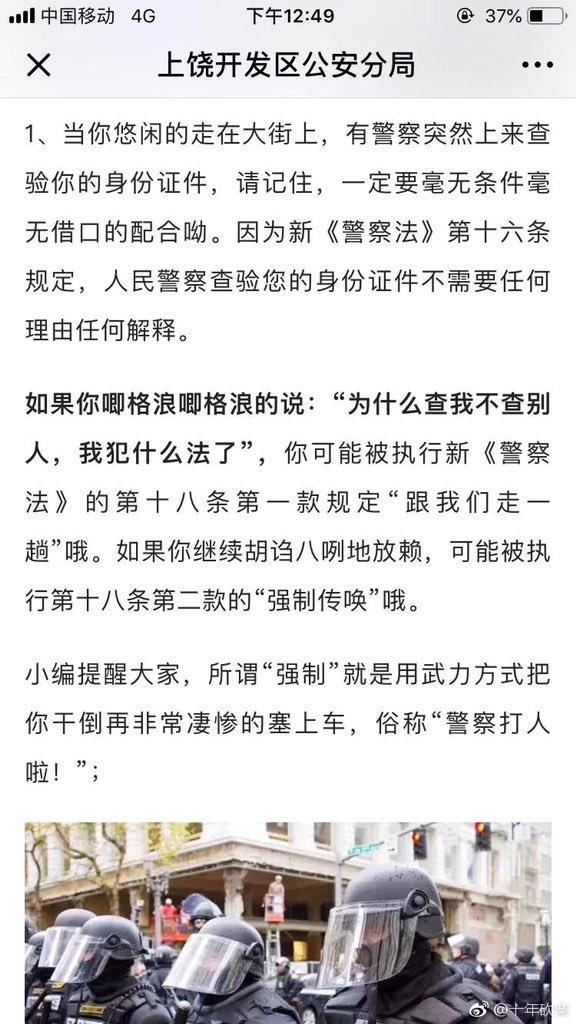 中国移动 4G 下午12:49 37%
上饶开发区公安分局
1、当你悠闲的走在大街上，有警察突然上来查
验你的身份证件，请记住，一定要毫无条件毫
无借口的配合呦。因为新《警察法》第十六条
规定，人民警察查验您的身份证件不需要任何
理由任何解释。
如果你唧格浪唧格浪的说：“为什么查我不查别
人，我犯什么法了”，你可能被执行新《警察
法》的第十八条第一款规定“跟我们走一
趟”哦。如果你继续胡诌八咧地放赖，可能被执
行第十八条第二款的“强制传唤”哦。
小编提醒大家，所谓“强制”就是用武力方式把
你干倒再非常凄惨的塞上车，俗称“警察打人
啦！”；
@十年砍柴